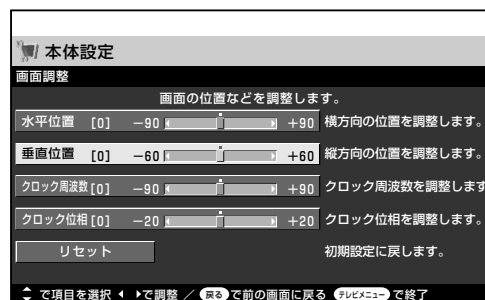 本体設定
画面調整
画面の位置などを調整します。
水平位置 [0] −90 +90 横方向の位置を調整します。
垂直位置 [0] −60 +60 縦方向の位置を調整します。
クロック周波数 [0] −90 +90 クロック周波数を調整します
クロック位相 [0] −20 +20 クロック位相を調整します。
リセット 初期設定に戻します。
で項目を選択 で調整 ／ 戻る で前の画面に戻る テレビメニュー で終了